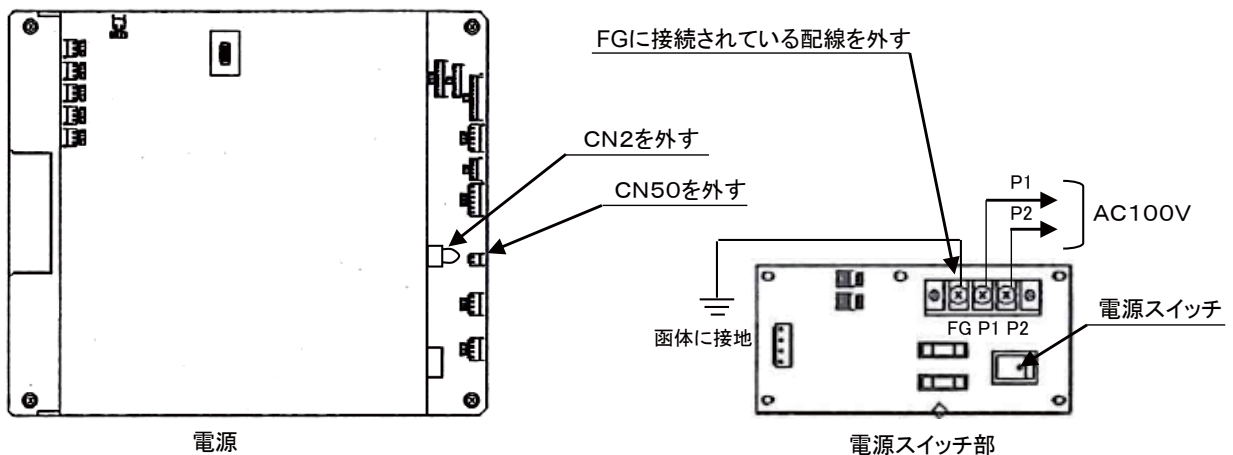 FGに接続されている配線を外す
CN2を外す
CN50を外す
P1
P2
AC100V
電源スイッチ
函体に接地
FG P1 P2
電源
電源スイッチ部